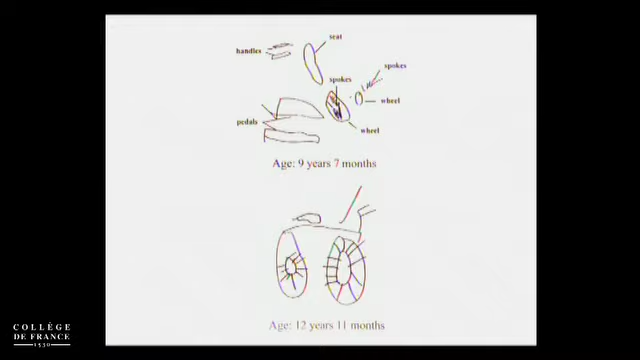 seat
handles
spokes
spokes
wheel
pedals
wheel
Age: 9 years 7 months
Age: 12 years 11 months
COLLÈGE
DE FRANCE
1530